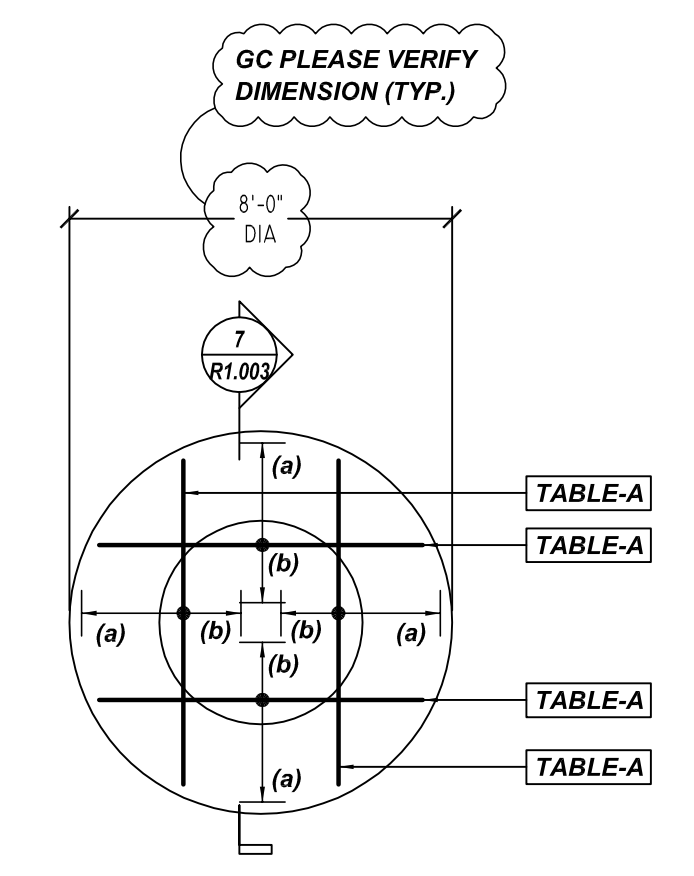 GC PLEASE VERIFY
DIMENSION (TYP.)
8'-0"
DIA
7
R1.003
(a)
TABLE-A
TABLE-A
(b)
(a)
(b)
(b)
(a)
(b)
TABLE-A
TABLE-A
(a)